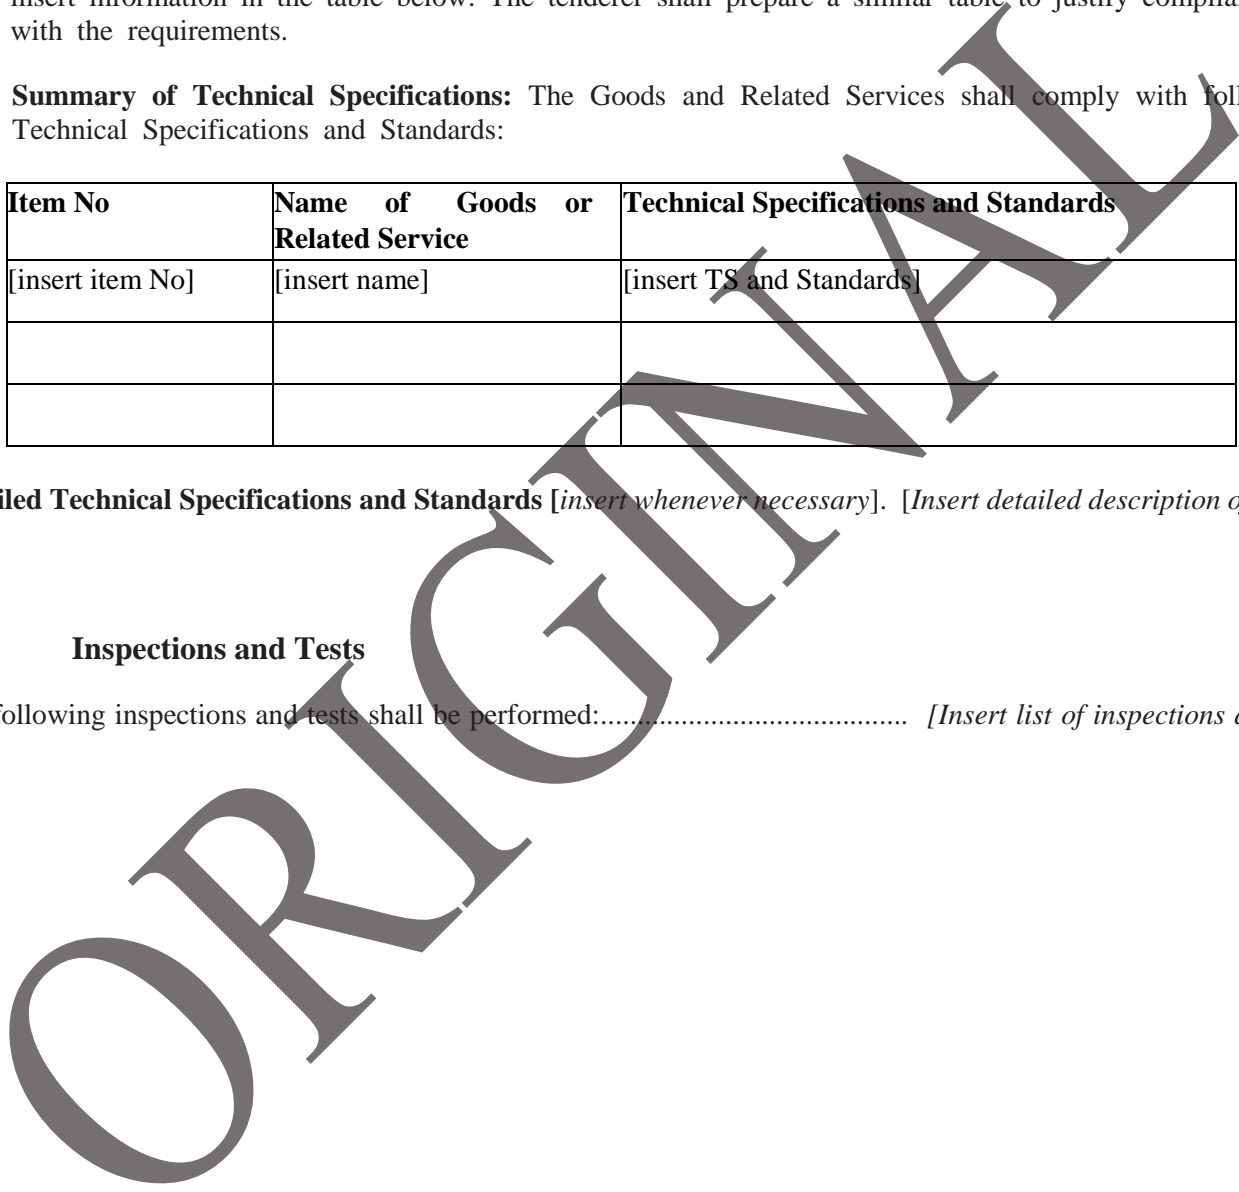 insert information in the table below. The tenderer shall prepare a similar table to justify complian
with the requirements.
Summary of Technical Specifications: The Goods and Related Services shall comply with foll
Technical Specifications and Standards:
Item No
Name of Goods or
Related Service
Technical Specifications and Standards
[insert item No]
[insert name]
[insert TS and Standards]
iled Technical Specifications and Standards [insert whenever necessary]. [Insert detailed description o
Inspections and Tests
following inspections and tests shall be performed:.......................................... [Insert list of inspections a
ORIGINAL